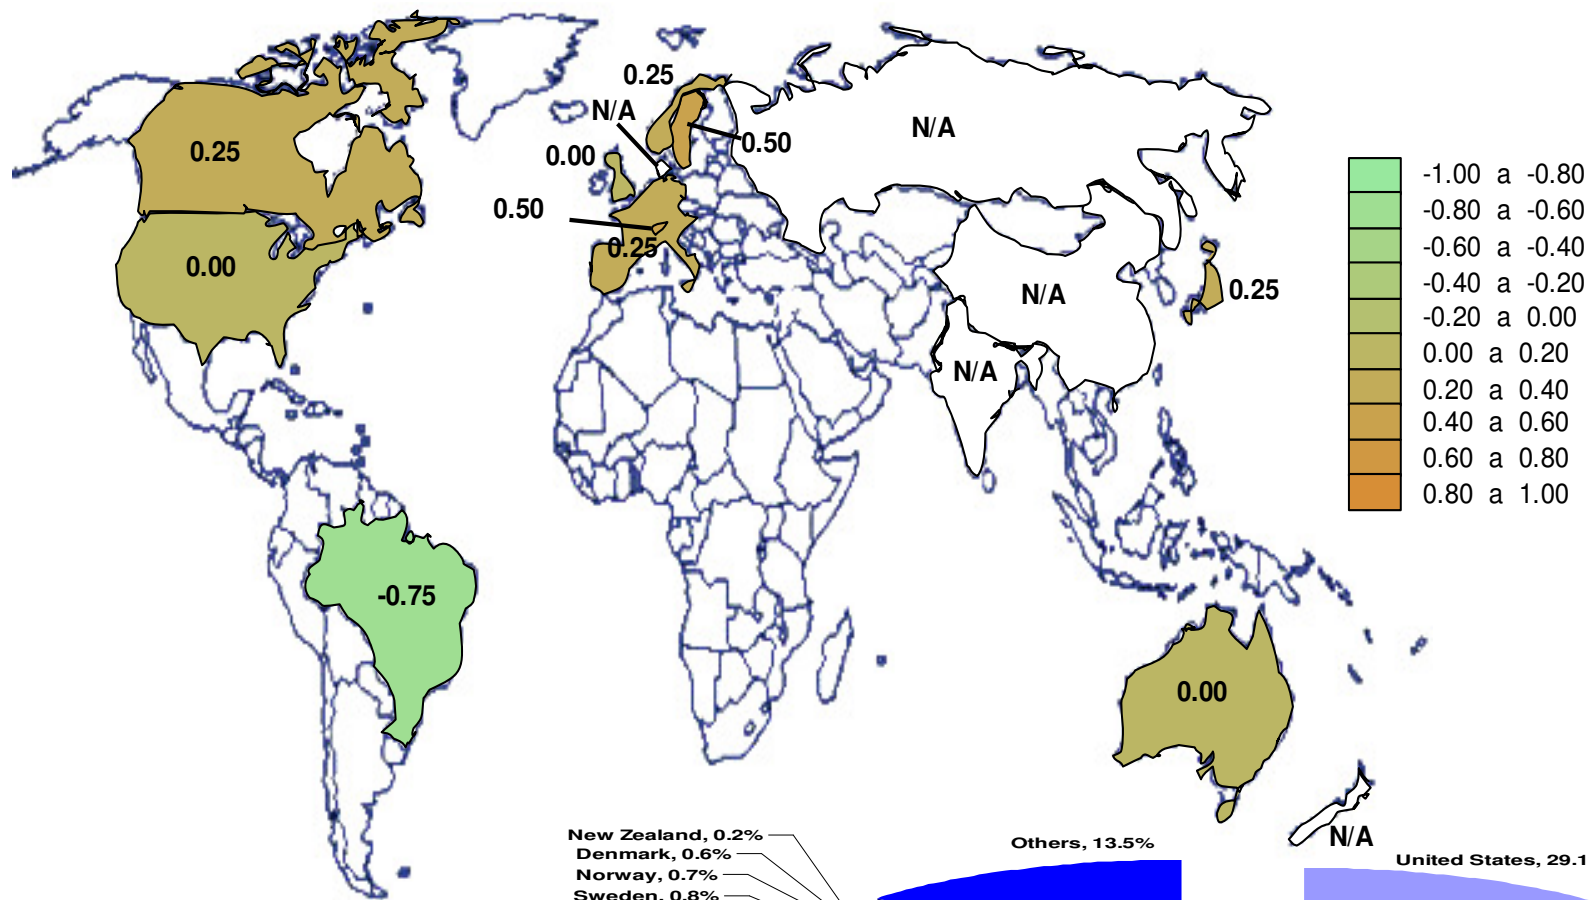 0.25
N/A
N/A
0.50
0.25
0.00
0.50
0.25
0.00
N/A
0.25
N/A
-0.75
0.00
N/A
-1.00 a -0.80
-0.80 a -0.60
-0.60 a -0.40
-0.40 a -0.20
-0.20 a 0.00
0.00 a 0.20
0.20 a 0.40
0.40 a 0.60
0.60 a 0.80
0.80 a 1.00
New Zealand, 0.2%
Denmark, 0.6%
Norway, 0.7%
Sweden, 0.8%
Others, 13.5%
United States, 29.1